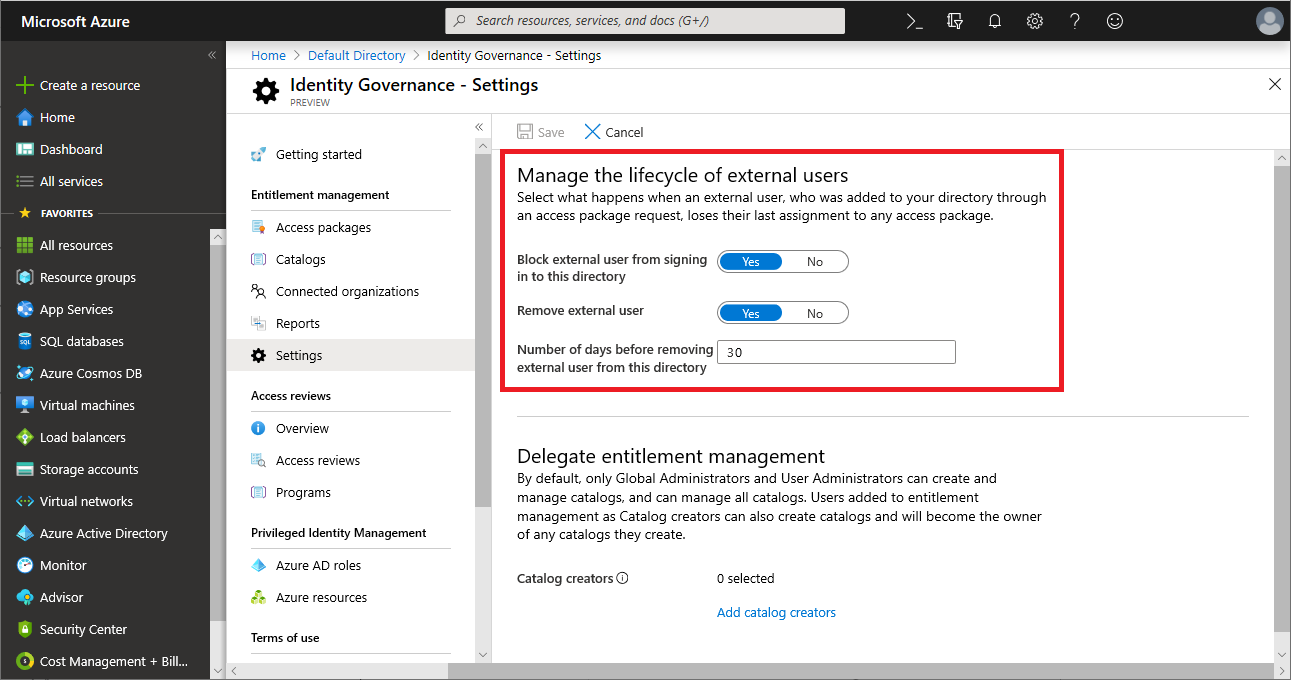 Microsoft Azure
Search resources, services, and docs (G+/)
Create a resource
Home
Dashboard
All services
FAVORITES
All resources
Resource groups
App Services
SQL databases
Azure Cosmos DB
Virtual machines
Load balancers
Storage accounts
Virtual networks
Azure Active Directory
Monitor
Advisor
Security Center
Cost Management + Bill...
Home > Default Directory > Identity Governance - Settings
Identity Governance - Settings
PREVIEW
Getting started
Entitlement management
Access packages
Catalogs
Connected organizations
Reports
Settings
Access reviews
Overview
Access reviews
Programs
Privileged Identity Management
Azure AD roles
Azure resources
Terms of use
Save Cancel
Manage the lifecycle of external users
Select what happens when an external user, who was added to your directory through
an access package request, loses their last assignment to any access package.
Block external user from signing
in to this directory
Yes No
Remove external user
Yes No
Number of days before removing
external user from this directory
30
Delegate entitlement management
By default, only Global Administrators and User Administrators can create and
manage catalogs, and can manage all catalogs. Users added to entitlement
management as Catalog creators can also create catalogs and will become the owner
of any catalogs they create.
Catalog creators
0 selected
Add catalog creators